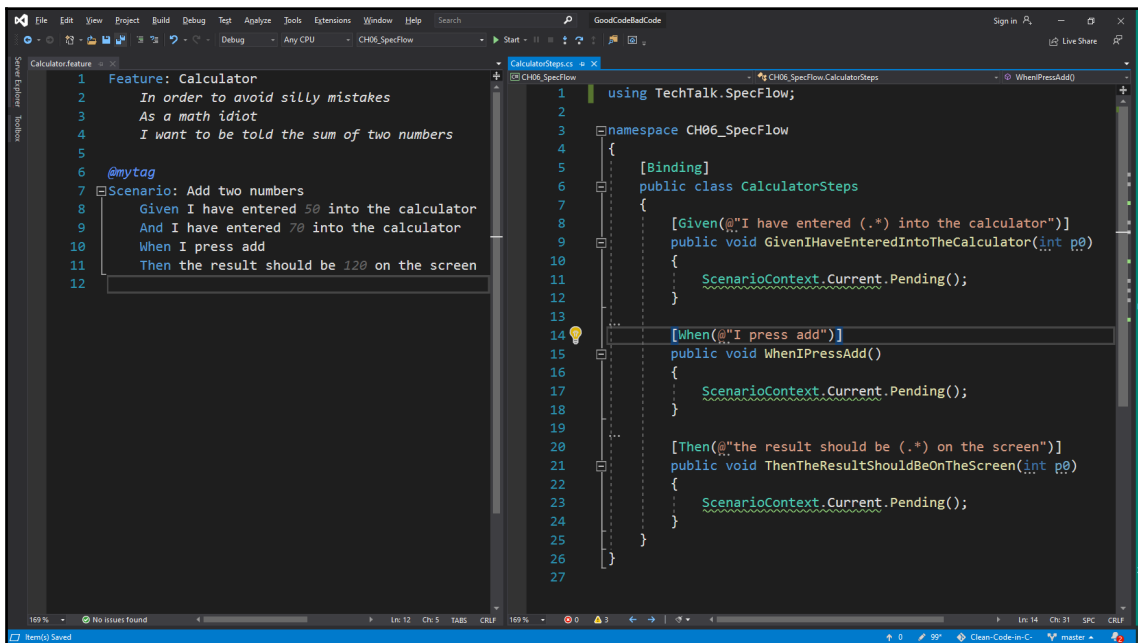 File Edit View Project Build Debug Test Analyze Tools Extensions Window Help Search GoodCodeBadCode Sign in
Debug Any CPU CH06_SpecFlow Start Live Share
Server Explorer
Toolbox
Calculator.feature
1 Feature: Calculator
2 In order to avoid silly mistakes
3 As a math idiot
4 I want to be told the sum of two numbers
5
6 @mytag
7 Scenario: Add two numbers
8 Given I have entered 50 into the calculator
9 And I have entered 70 into the calculator
10 When I press add
11 Then the result should be 120 on the screen
12
169 % No issues found Ln: 12 Ch: 5 TABS CRLF
CalculatorSteps.cs
CH06_SpecFlow CH06_SpecFlow.CalculatorSteps WhenIPressAdd()
1 using TechTalk.SpecFlow;
2
3 namespace CH06_SpecFlow
4 {
5 [Binding]
6 public class CalculatorSteps
7 {
8 [Given(@"I have entered (.*) into the calculator")]
9 public void GivenIHaveEnteredIntoTheCalculator(int p0)
10 {
11 ScenarioContext.Current.Pending();
12 }
13
14 [When(@"I press add")]
15 public void WhenIPressAdd()
16 {
17 ScenarioContext.Current.Pending();
18 }
19
20 [Then(@"the result should be (.*) on the screen")]
21 public void ThenTheResultShouldBeOnTheScreen(int p0)
22 {
23 ScenarioContext.Current.Pending();
24 }
25 }
26 }
27
169 % 0 3 Ln: 14 Ch: 31 SPC CRLF
Item(s) Saved 0 99* Clean-Code-in-C- master 2